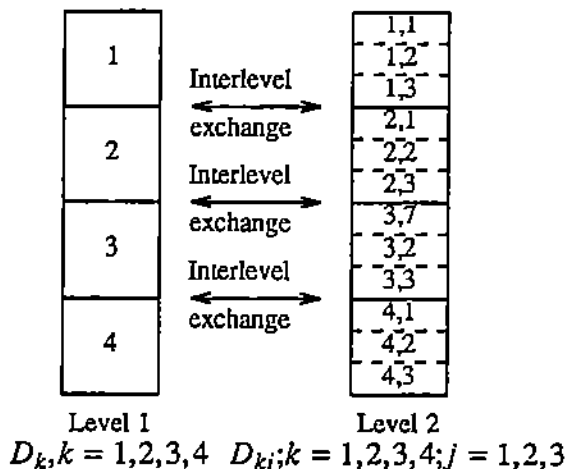 1
2
3
4
Interlevel
exchange
Interlevel
exchange
Interlevel
exchange
1,1
1,2
1,3
2,1
2,2
2,3
3,7
3,2
3,3
4,1
4,2
4,3
Level 1
Level 2
D_k, k = 1,2,3,4
D_kj; k = 1,2,3,4; j = 1,2,3